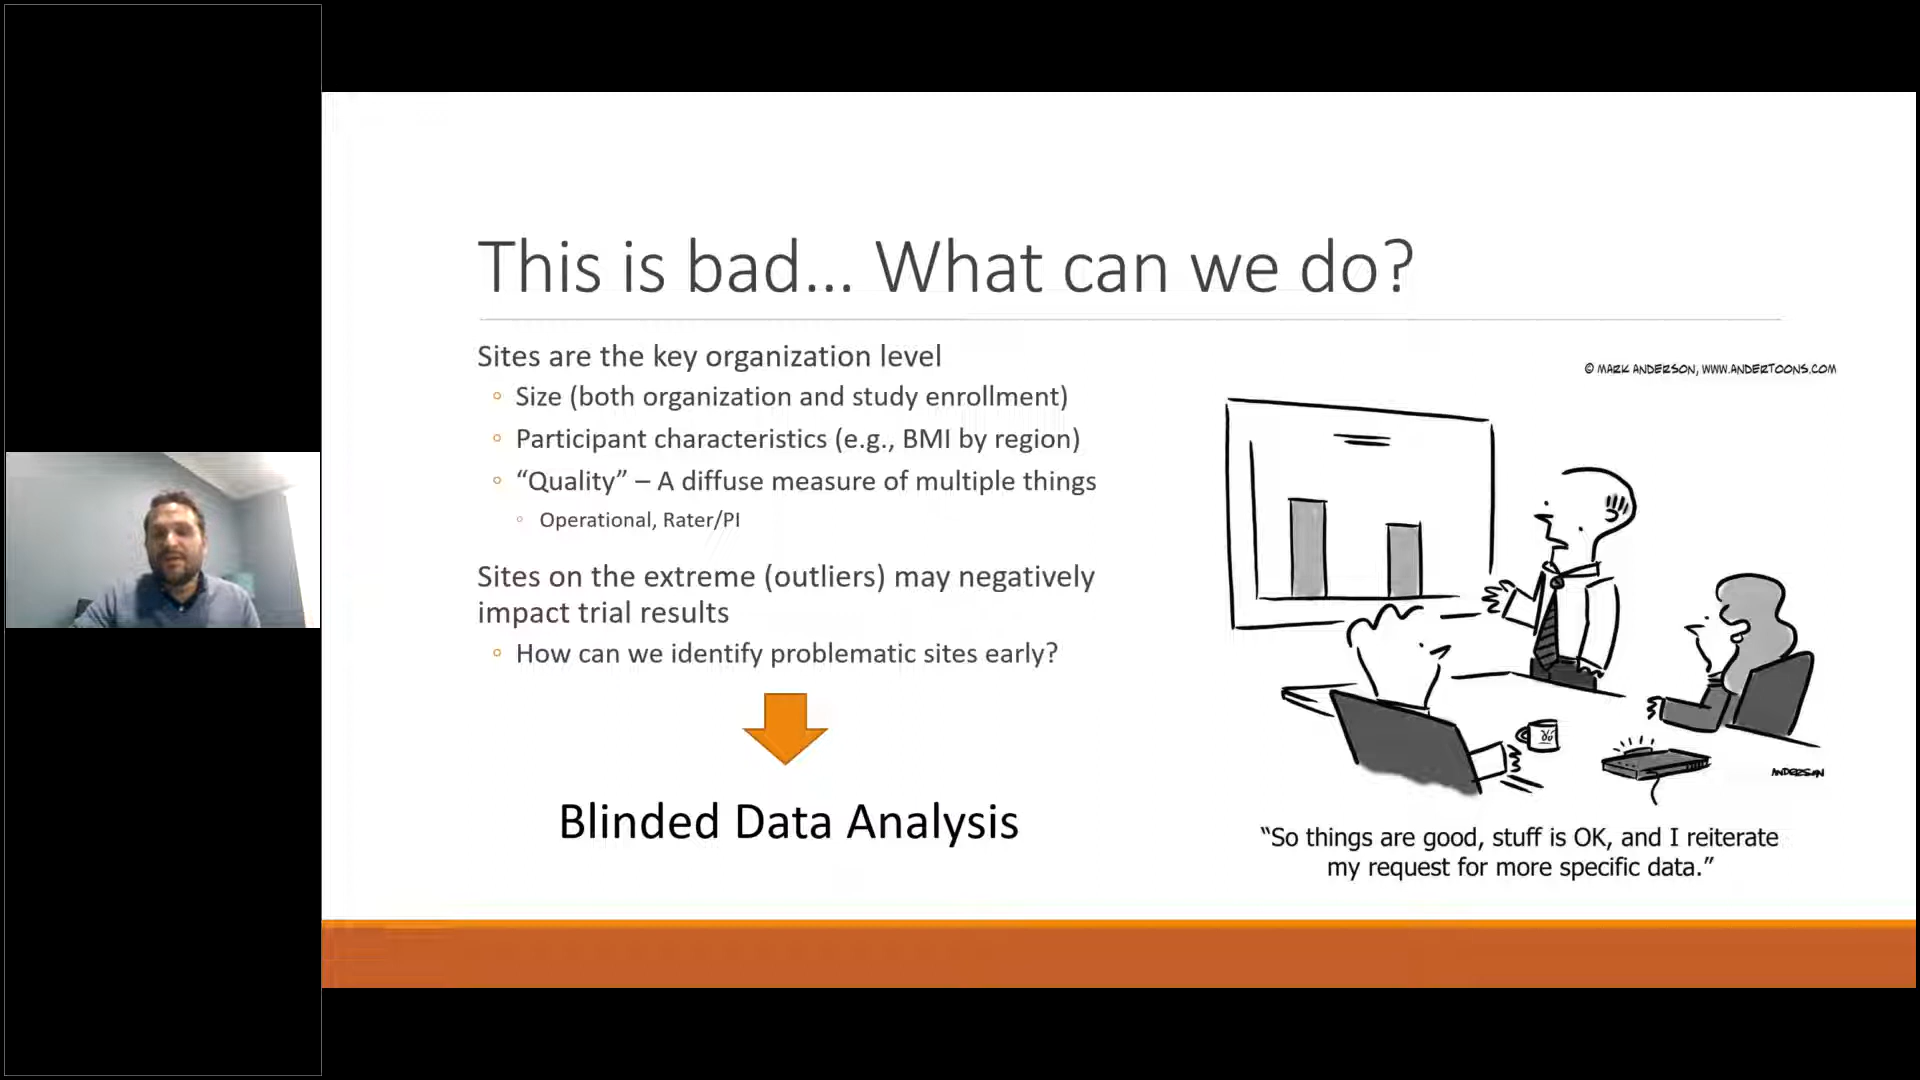 This is bad... What can we do?
Sites are the key organization level
◦ Size (both organization and study enrollment)
◦ Participant characteristics (e.g., BMI by region)
◦ “Quality” – A diffuse measure of multiple things
◦ Operational, Rater/PI
Sites on the extreme (outliers) may negatively
impact trial results
◦ How can we identify problematic sites early?
Blinded Data Analysis
© MARK ANDERSON, WWW.ANDERTOONS.COM
ANDERSON
“So things are good, stuff is OK, and I reiterate
my request for more specific data.”